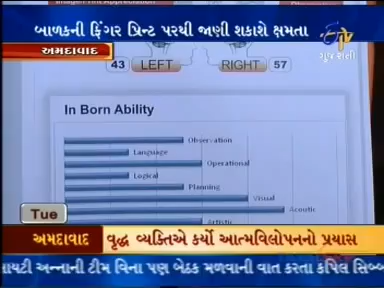 બાળકની ફિંગર પ્રિન્ટ પરથી જાણી શકાશે ક્ષમતા
અમદાવાદ
ગુજરાતી
43 LEFT RIGHT 57
In Born Ability
Observation
Language
Operational
Logical
Planning
Visual
Acoustic
Artistic
Tue
અમદાવાદ વૃદ્ધ વ્યક્તિએ કર્યો આત્મવિલોપનનો પ્રયાસ
સાયટી અન્નાની ટીમ વિના પણ બેઠક મળવાની વાત કરતા કપિલ સિબ્બ